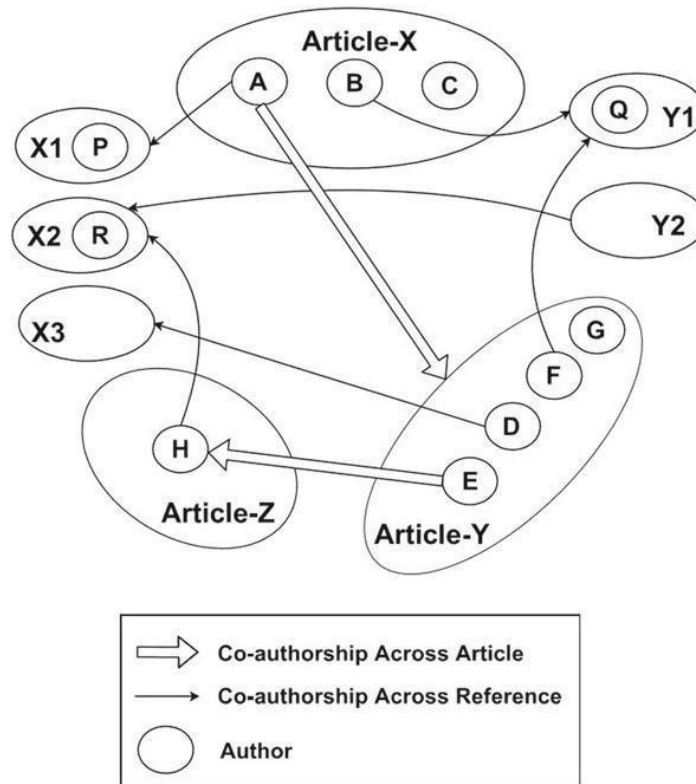 Article-X
A
B
C
X1
P
Q
Y1
X2
R
Y2
X3
G
F
D
H
E
Article-Z
Article-Y
Co-authorship Across Article
Co-authorship Across Reference
Author